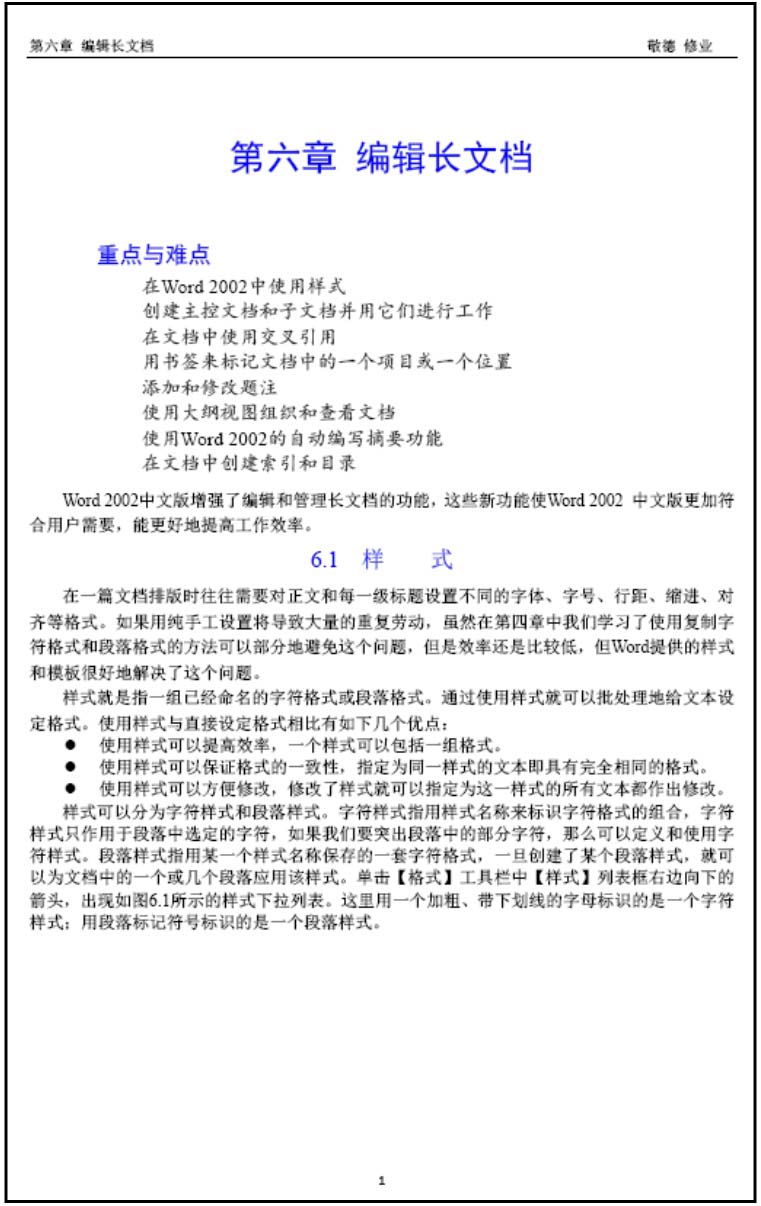 第六章 编辑长文档 敬德 修业
第六章 编辑长文档
重点与难点
在Word 2002中使用样式
创建主控文档和子文档并用它们进行工作
在文档中使用交叉引用
用书签来标记文档中的一个项目或一个位置
添加和修改题注
使用大纲视图组织和查看文档
使用Word 2002的自动编写摘要功能
在文档中创建索引和目录
Word 2002中文版增强了编辑和管理长文档的功能，这些新功能使Word 2002 中文版更加符
合用户需要，能更好地提高工作效率。
6.1 样 式
在一篇文档排版时往往需要对正文和每一级标题设置不同的字体、字号、行距、缩进、对
齐等格式。如果用纯手工设置将导致大量的重复劳动，虽然在第四章中我们学习了使用复制字
符格式和段落格式的方法可以部分地避免这个问题，但是效率还是比较低，但Word提供的样式
和模板很好地解决了这个问题。
样式就是指一组已经命名的字符格式或段落格式。通过使用样式就可以批处理地给文本设
定格式。使用样式与直接设定格式相比有如下几个优点：
● 使用样式可以提高效率，一个样式可以包括一组格式。
● 使用样式可以保证格式的一致性，指定为同一样式的文本即具有完全相同的格式。
● 使用样式可以方便修改，修改了样式就可以指定为这一样式的所有文本都作出修改。
样式可以分为字符样式和段落样式。字符样式指用样式名称来标识字符格式的组合，字符
样式只作用于段落中选定的字符，如果我们要突出段落中的部分字符，那么可以定义和使用字
符样式。段落样式指用某一个样式名称保存的一套字符格式，一旦创建了某个段落样式，就可
以为文档中的一个或几个段落应用该样式。单击【格式】工具栏中【样式】列表框右边向下的
箭头，出现如图6.1所示的样式下拉列表。这里用一个加粗、带下划线的字母标识的是一个字符
样式；用段落标记符号标识的是一个段落样式。
1